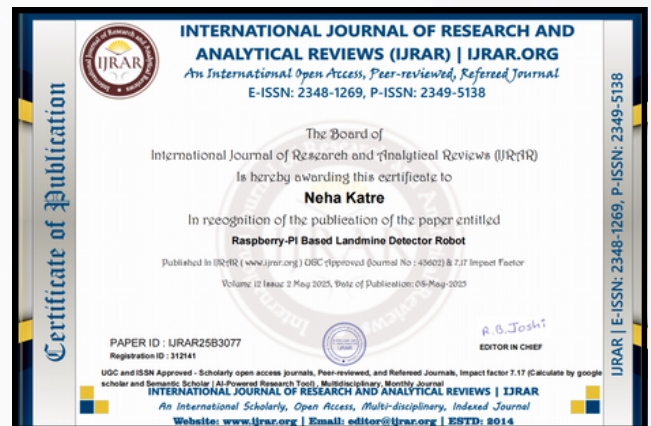 INTERNATIONAL JOURNAL OF RESEARCH AND
ANALYTICAL REVIEWS (IJRAR) | IJRAR.ORG
An International Open Access, Peer-reviewed, Refereed Journal
E-ISSN: 2348-1269, P-ISSN: 2349-5138
IJRAR
Certificate of Publication
The Board of
International Journal of Research and Analytical Reviews (IJRAR)
Is hereby awarding this certificate to
Neha Katre
In recognition of the publication of the paper entitled
Raspberry-PI Based Landmine Detector Robot
Published In IJRAR ( www.ijrar.org ) UGC Approved (Journal No : 43602) & 7.17 Impact Factor
Volume 12 Issue 2 May 2025, Date of Publication: 08-May-2025
R.B.Joshi
PAPER ID : IJRAR25B3077
Registration ID : 312141
EDITOR IN CHIEF
UGC and ISSN Approved - Scholarly open access journals, Peer-reviewed, and Refereed Journals, Impact factor 7.17 (Calculate by google
scholar and Semantic Scholar | AI-Powered Research Tool) , Multidisciplinary, Monthly Journal
INTERNATIONAL JOURNAL OF RESEARCH AND ANALYTICAL REVIEWS | IJRAR
An International Scholarly, Open Access, Multi-disciplinary, Indexed Journal
Website: www.ijrar.org | Email: editor@ijrar.org | ESTD: 2014
IJRAR | E-ISSN: 2348-1269, P-ISSN: 2349-5138